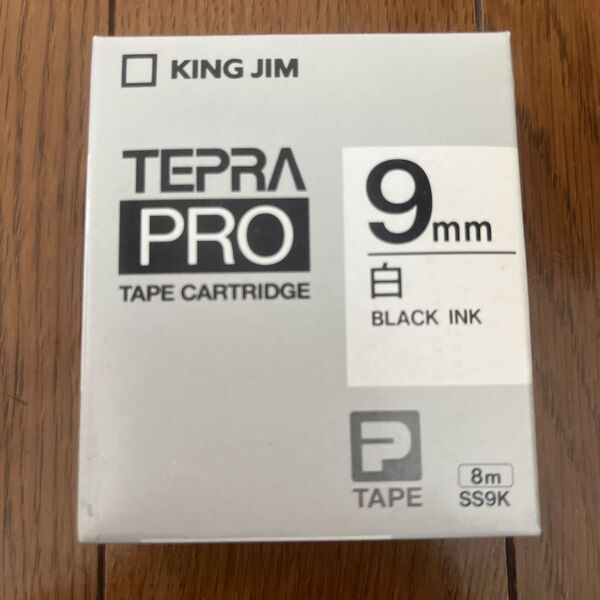 KING JIM
TEPRA
PRO
TAPE CARTRIDGE
9mm
白
BLACK INK
P
TAPE
8m
SS9K